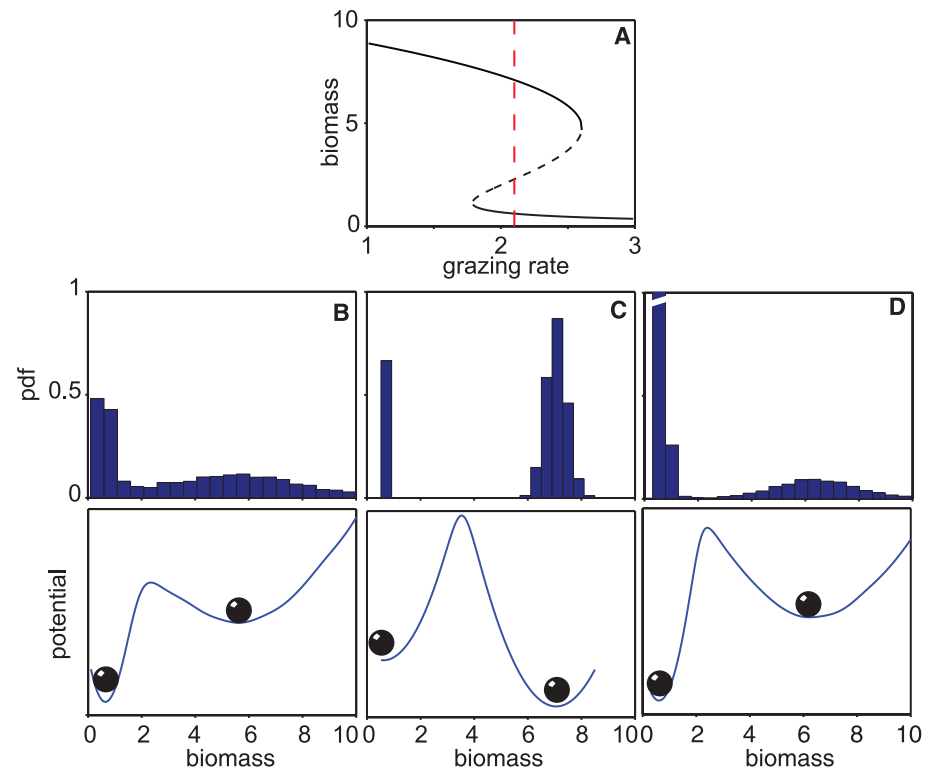 10
A
biomass
5
0
1 2 3
grazing rate
1
B C D
pdf
0.5
0
potential
0 2 4 6 8 10 0 2 4 6 8 10 0 2 4 6 8 10
biomass biomass biomass